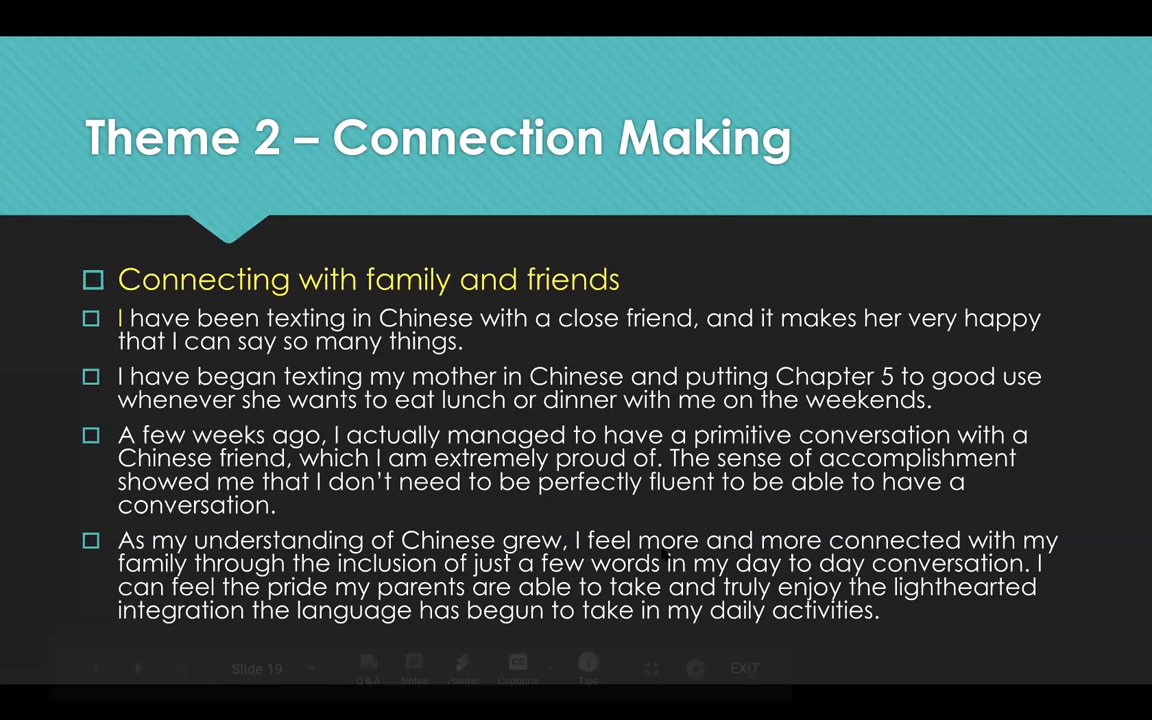 Theme 2 – Connection Making
Connecting with family and friends
I have been texting in Chinese with a close friend, and it makes her very happy
that I can say so many things.
I have began texting my mother in Chinese and putting Chapter 5 to good use
whenever she wants to eat lunch or dinner with me on the weekends.
A few weeks ago, I actually managed to have a primitive conversation with a
Chinese friend, which I am extremely proud of. The sense of accomplishment
showed me that I don't need to be perfectly fluent to be able to have a
conversation.
As my understanding of Chinese grew, I feel more and more connected with my
family through the inclusion of just a few words in my day to day conversation. I
can feel the pride my parents are able to take and truly enjoy the lighthearted
integration the language has begun to take in my daily activities.
Slide 19
Q&A Notes Pointer Captions Tips EXIT